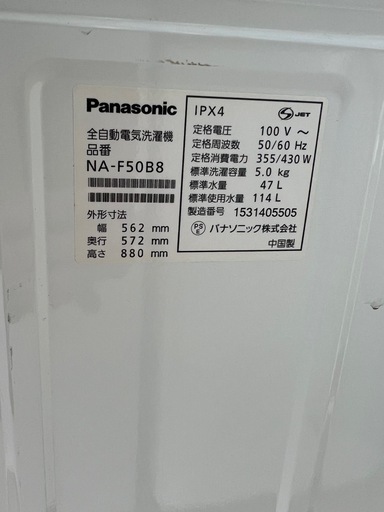 Panasonic
全自動電気洗濯機
品番
NA-F50B8
外形寸法
幅 562 mm
奥行 572 mm
高さ 880 mm
IPX4
S JET
定格電圧 100 V ～
定格周波数 50/60 Hz
定格消費電力 355/430 W
標準洗濯容量 5.0 kg
標準水量 47 L
標準使用水量 114 L
製造番号 1531405505
PS E パナソニック株式会社
中国製